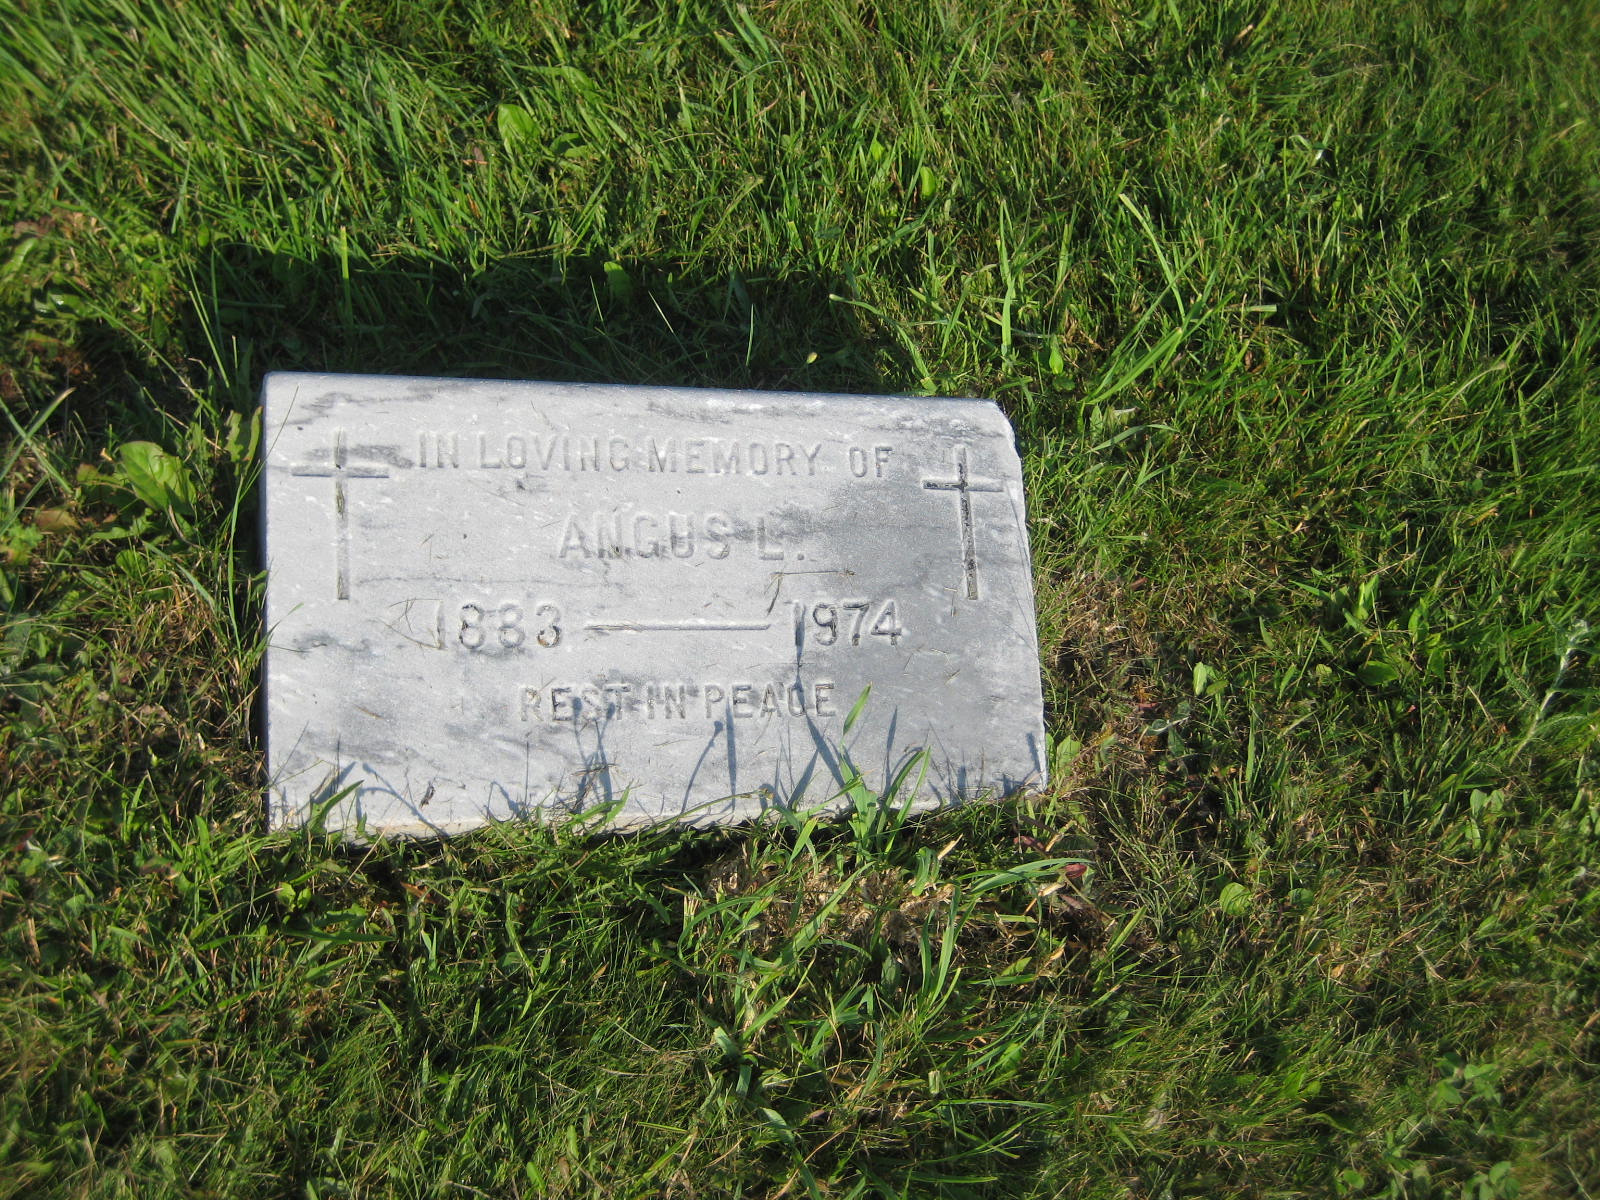 IN LOVING MEMORY OF
ANGUS L.
1883 — 1974
REST IN PEACE